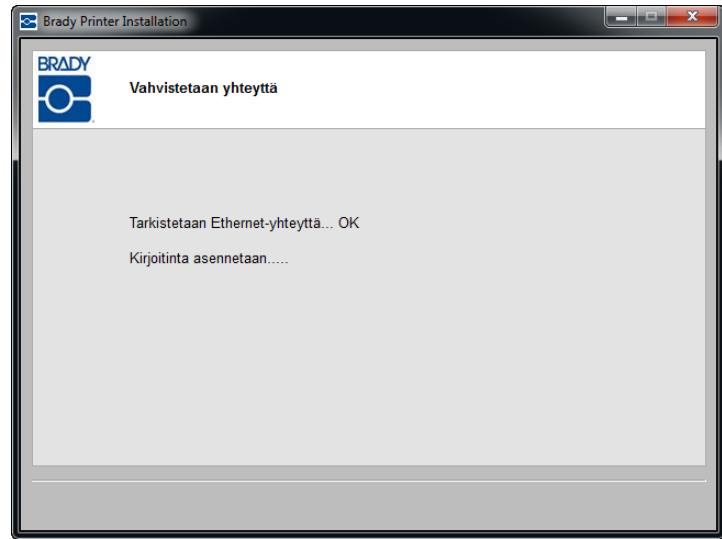 Brady Printer Installation
BRADY
Vahvistetaan yhteyttä
Tarkistetaan Ethernet-yhteyttä... OK
Kirjoitinta asennetaan.....